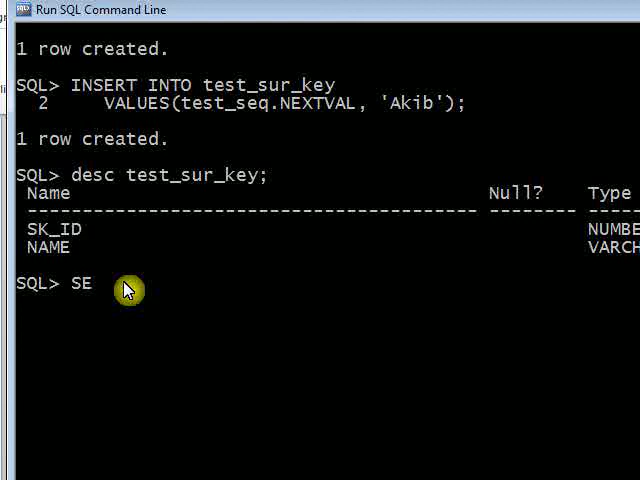 Run SQL Command Line
1 row created.
SQL> INSERT INTO test_sur_key
2 VALUES(test_seq.NEXTVAL, 'Akib');
1 row created.
SQL> desc test_sur_key;
Name Null? Type
----------------------------------------- -------- -----
SK_ID NUMBE
NAME VARCH
SQL> SE